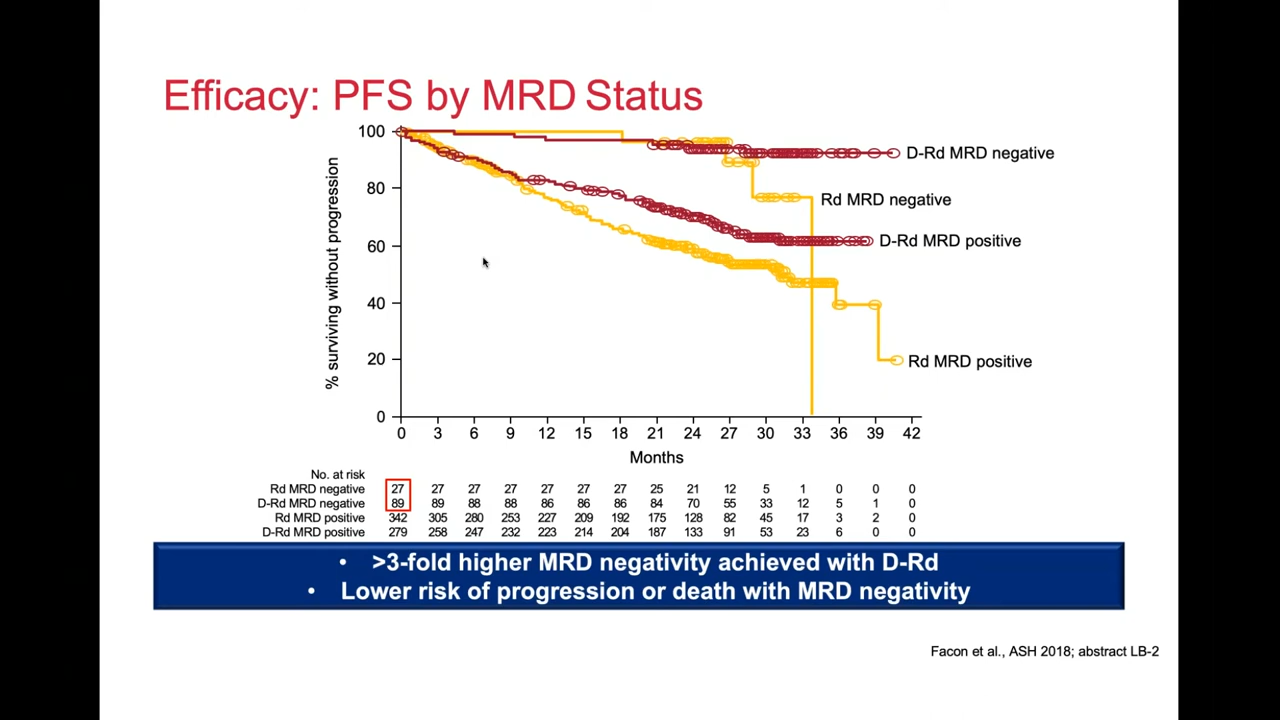 Efficacy: PFS by MRD Status
% surviving without progression
100
80
60
40
20
0
D-Rd MRD negative
Rd MRD negative
D-Rd MRD positive
Rd MRD positive
0 3 6 9 12 15 18 21 24 27 30 33 36 39 42
Months
No. at risk
Rd MRD negative 27 27 27 27 27 27 27 25 21 12 5 1 0 0 0
D-Rd MRD negative 89 89 88 88 86 86 86 84 70 55 33 12 5 1 0
Rd MRD positive 342 305 280 253 227 209 192 175 128 82 45 17 3 2 0
D-Rd MRD positive 279 258 247 232 223 214 204 187 133 91 53 23 6 0 0
• >3-fold higher MRD negativity achieved with D-Rd
• Lower risk of progression or death with MRD negativity
Facon et al., ASH 2018; abstract LB-2